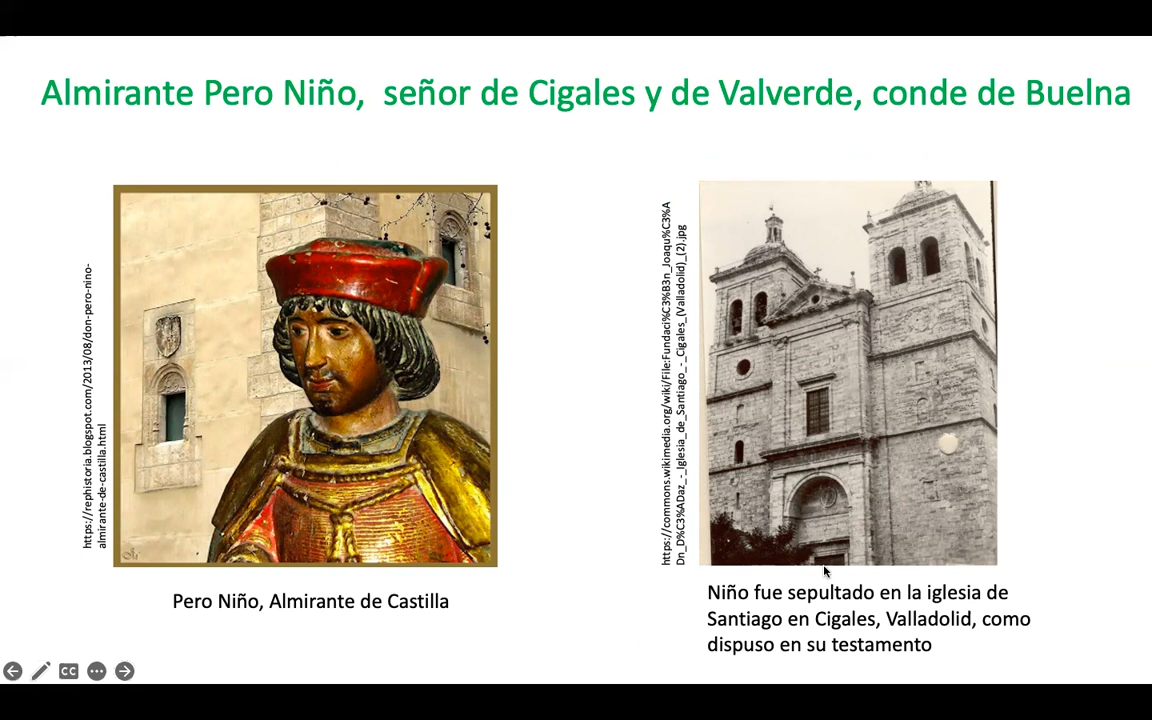 Almirante Pero Niño, señor de Cigales y de Valverde, conde de Buelna
https://rephistoria.blogspot.com/2013/08/don-pero-nino-
almirante-de-castilla.html
Pero Niño, Almirante de Castilla
https://commons.wikimedia.org/wiki/File:Fundaci%C3%B3n_Joaqu%C3%A
Dn_D%C3%ADaz_-_Iglesia_de_Santiago_-_Cigales_(Valladolid)_(2).jpg
Niño fue sepultado en la iglesia de
Santiago en Cigales, Valladolid, como
dispuso en su testamento
CC